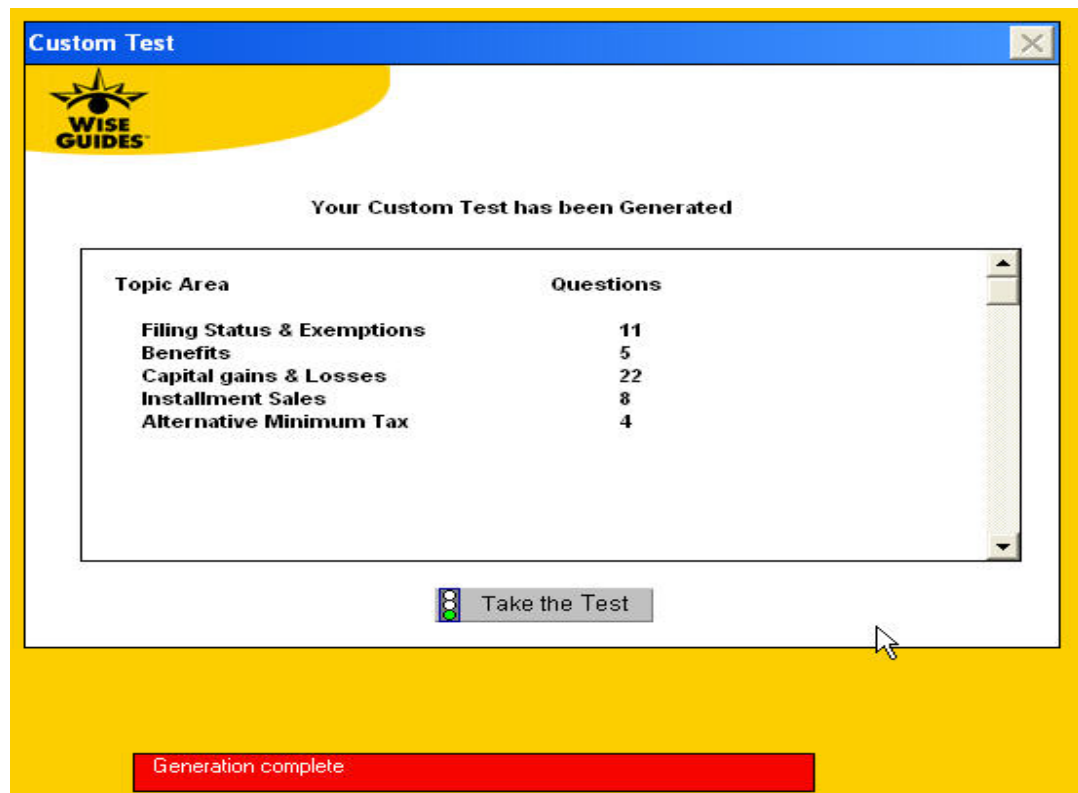 Custom Test
WISE
GUIDES™
Your Custom Test has been Generated
Topic Area Questions
Filing Status & Exemptions 11
Benefits 5
Capital gains & Losses 22
Installment Sales 8
Alternative Minimum Tax 4
Take the Test
Generation complete